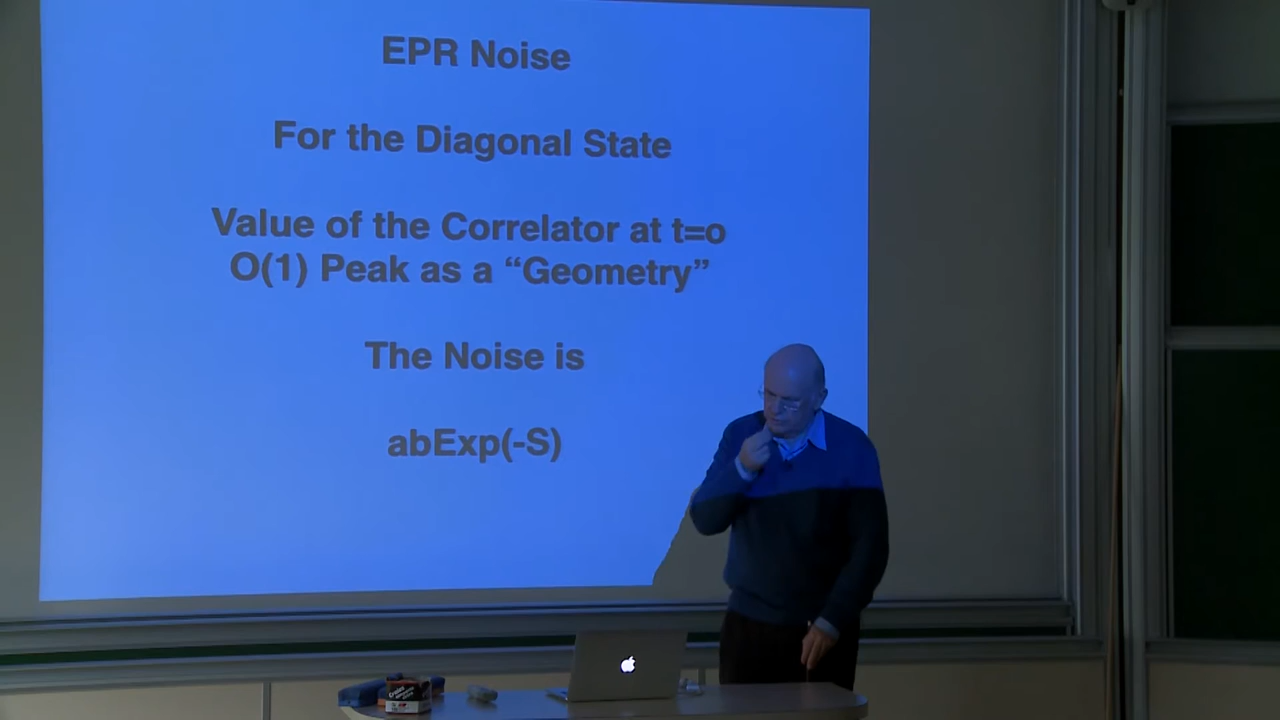 EPR Noise
For the Diagonal State
Value of the Correlator at t=o
O(1) Peak as a “Geometry”
The Noise is
abExp(-S)